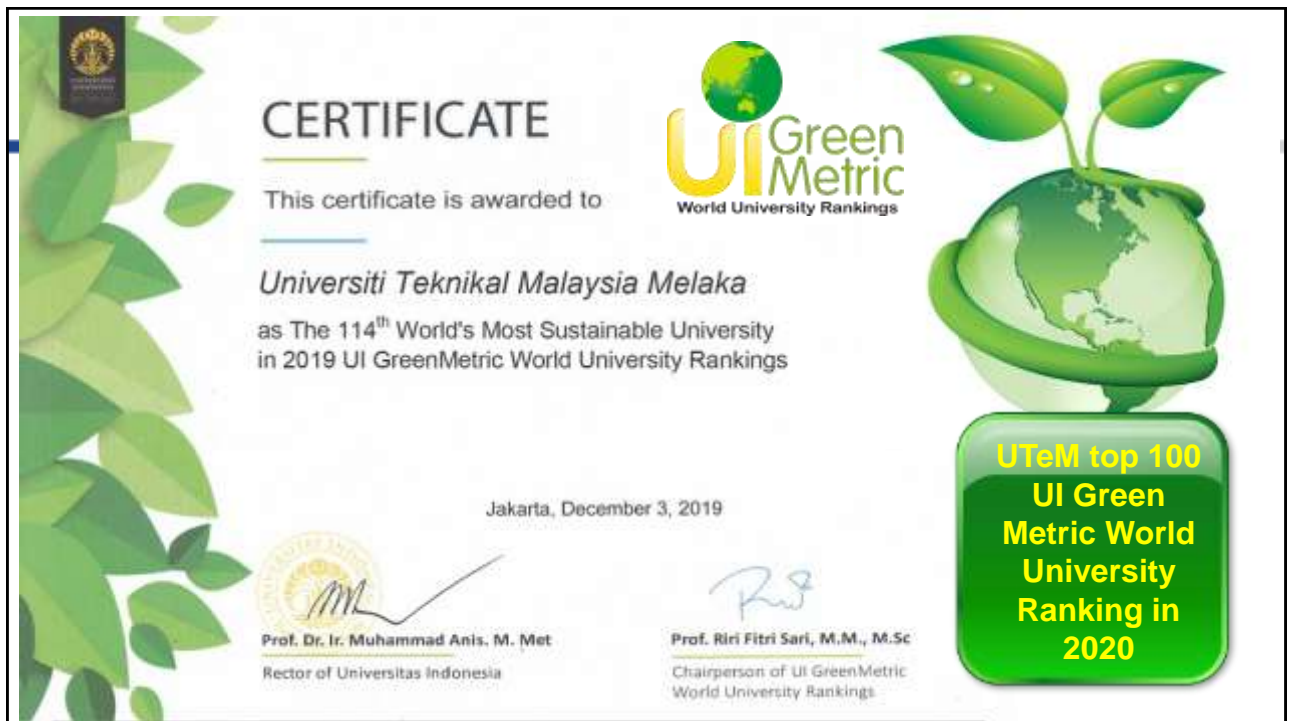 CERTIFICATE
This certificate is awarded to
Universiti Teknikal Malaysia Melaka
as The 114th World's Most Sustainable University
in 2019 UI GreenMetric World University Rankings
Jakarta, December 3, 2019
Prof. Dr. Ir. Muhammad Anis. M. Met
Rector of Universitas Indonesia
Prof. Riri Fitri Sari, M.M., M.Sc
Chairperson of UI GreenMetric
World University Rankings
UI Green
Metric
World University Rankings
UTeM top 100
UI Green
Metric World
University
Ranking in
2020